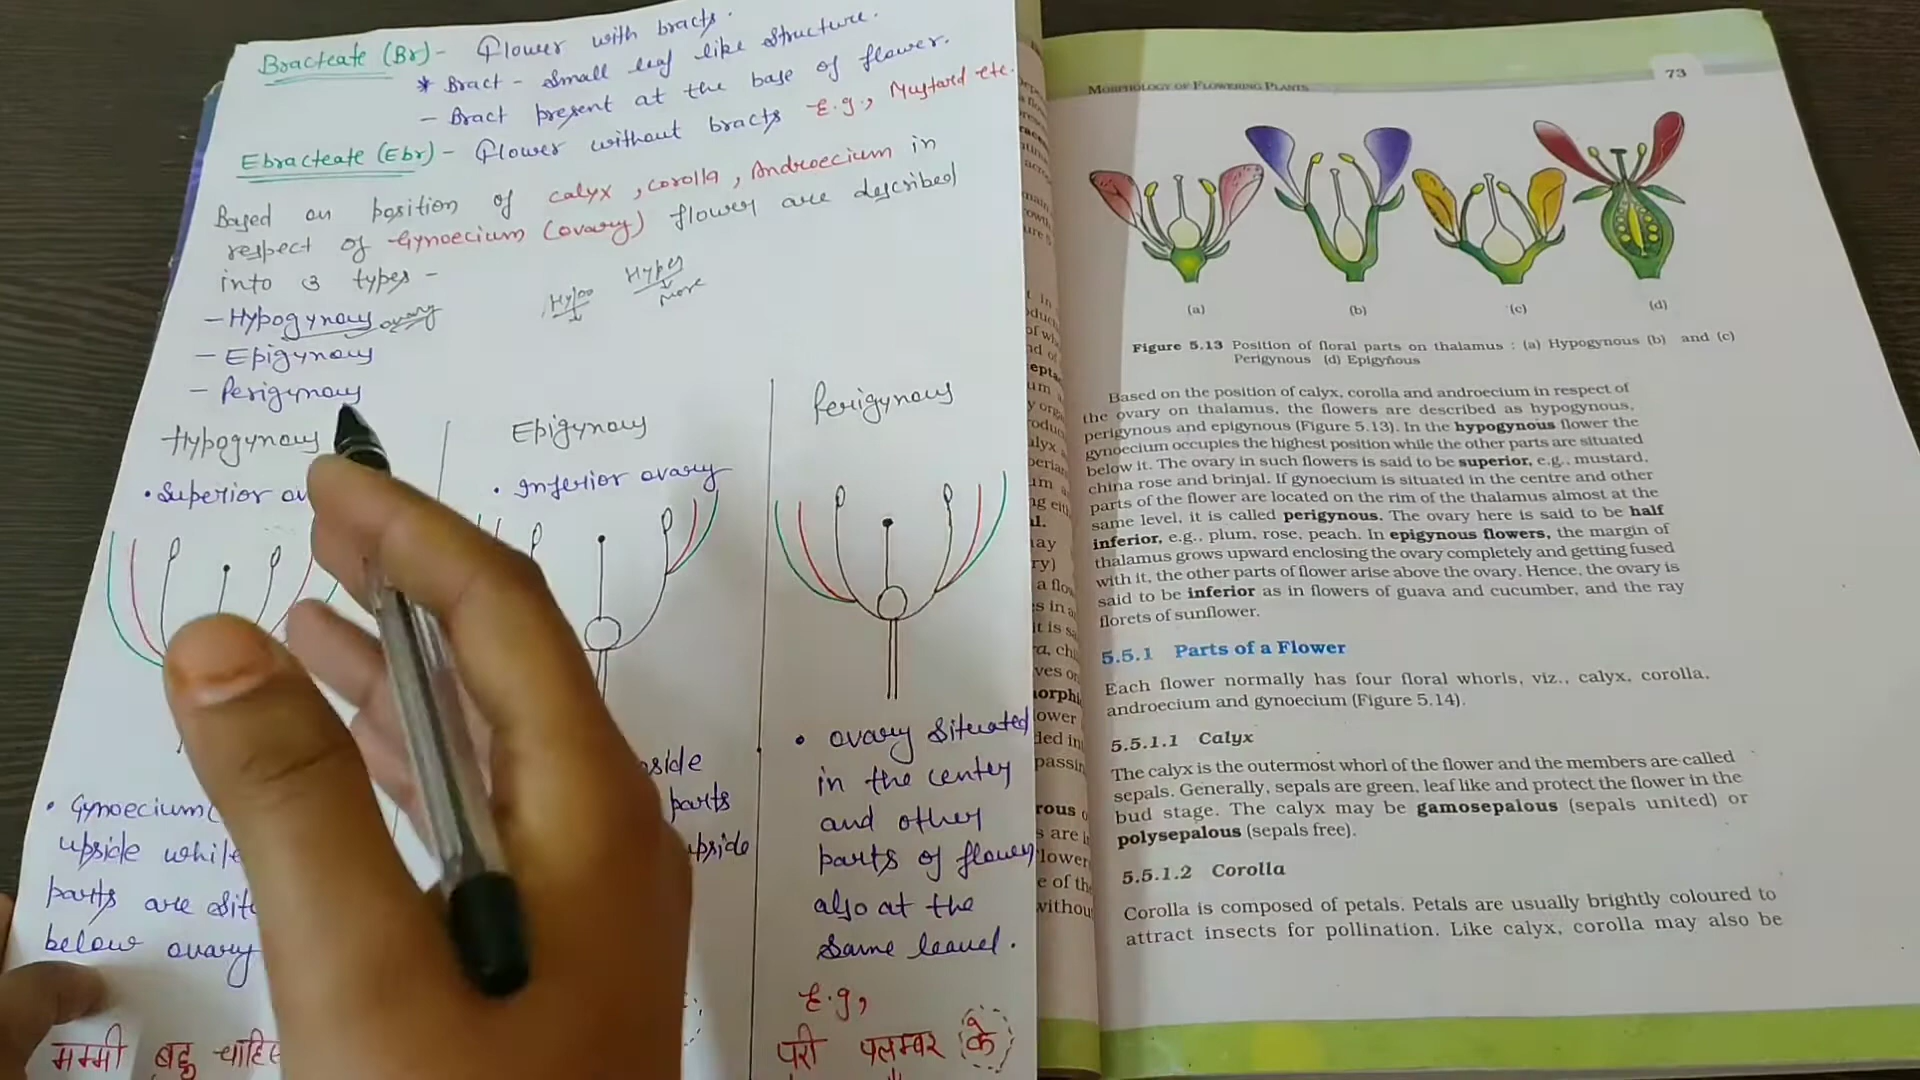 Bracteate (Br) - Flower with bracts.
* Bract - Small leaf like structure.
- Bract present at the base of flower.
Ebracteate (Ebr) - Flower without bracts E.g., Mustard etc.
Based on position of calyx, corolla, Androecium in
respect of Gynoecium (ovary) flower are described
into 3 types -
- Hypogynous ovary
Hypo
Hyper
more
- Epigynous
- Perigynous
Hypogynous
• Superior
Epigynous
• Inferior ovary
Perigynous
• Gynoecium
upside while
parts are
below ovary
parts
upside
• ovary situated
in the center
and other
parts of flower
also at the
same leavel.
E.g,
मम्मी बहु
परी पलम्बर के
MORPHOLOGY OF FLOWERING PLANTS
73
(a)
(b)
(c)
(d)
Figure 5.13 Position of floral parts on thalamus : (a) Hypogynous (b) and (c)
Perigynous (d) Epigynous
Based on the position of calyx, corolla and androecium in respect of
the ovary on thalamus, the flowers are described as hypogynous,
perigynous and epigynous (Figure 5.13). In the hypogynous flower the
gynoecium occupies the highest position while the other parts are situated
below it. The ovary in such flowers is said to be superior, e.g., mustard,
china rose and brinjal. If gynoecium is situated in the centre and other
parts of the flower are located on the rim of the thalamus almost at the
same level, it is called perigynous. The ovary here is said to be half
inferior, e.g., plum, rose, peach. In epigynous flowers, the margin of
thalamus grows upward enclosing the ovary completely and getting fused
with it, the other parts of flower arise above the ovary. Hence, the ovary is
said to be inferior as in flowers of guava and cucumber, and the ray
florets of sunflower.
5.5.1 Parts of a Flower
Each flower normally has four floral whorls, viz., calyx, corolla,
androecium and gynoecium (Figure 5.14).
5.5.1.1 Calyx
The calyx is the outermost whorl of the flower and the members are called
sepals. Generally, sepals are green, leaf like and protect the flower in the
bud stage. The calyx may be gamosepalous (sepals united) or
polysepalous (sepals free).
5.5.1.2 Corolla
Corolla is composed of petals. Petals are usually brightly coloured to
attract insects for pollination. Like calyx, corolla may also be